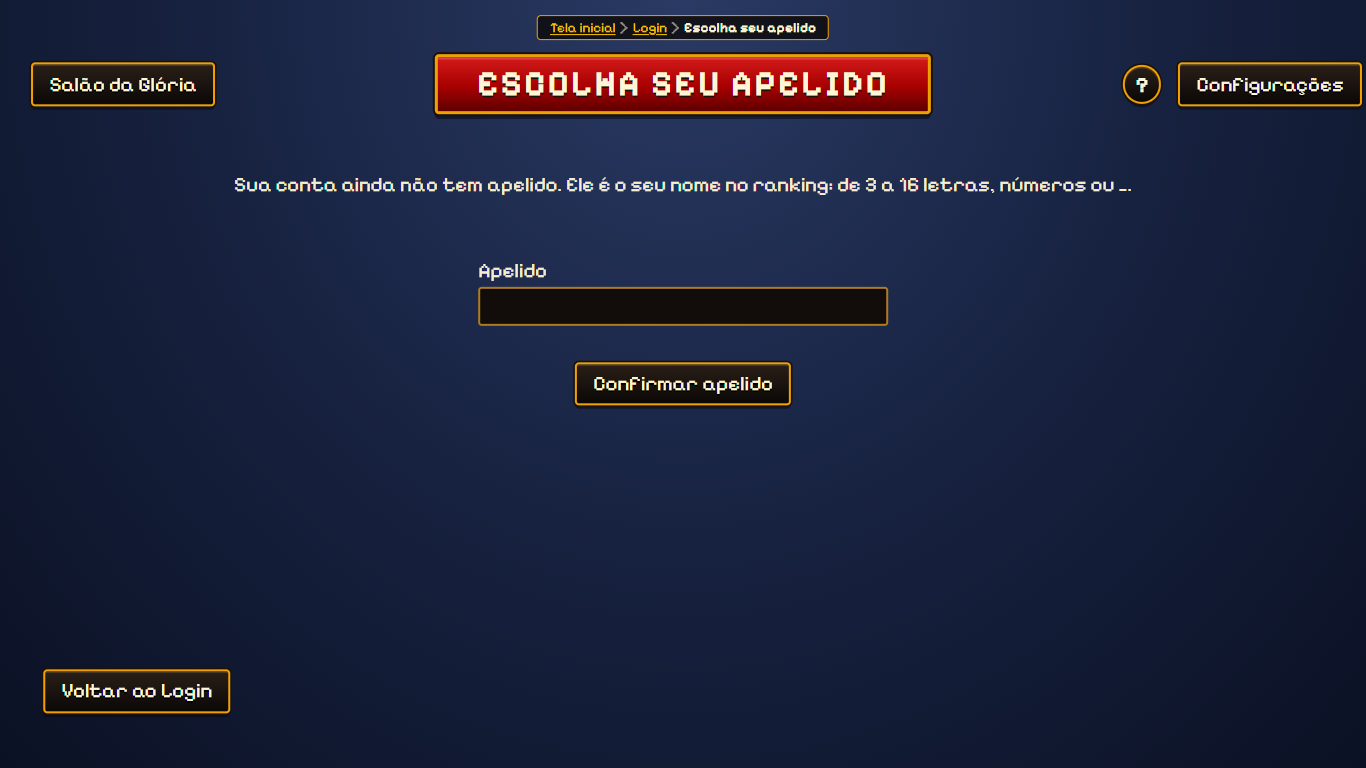 Tela inicial > Login > Escolha seu apelido
Salão da Glória
ESCOLHA SEU APELIDO
?
Configurações
Sua conta ainda não tem apelido. Ele é o seu nome no ranking: de 3 a 16 letras, números ou _.
Apelido
Confirmar apelido
Voltar ao Login